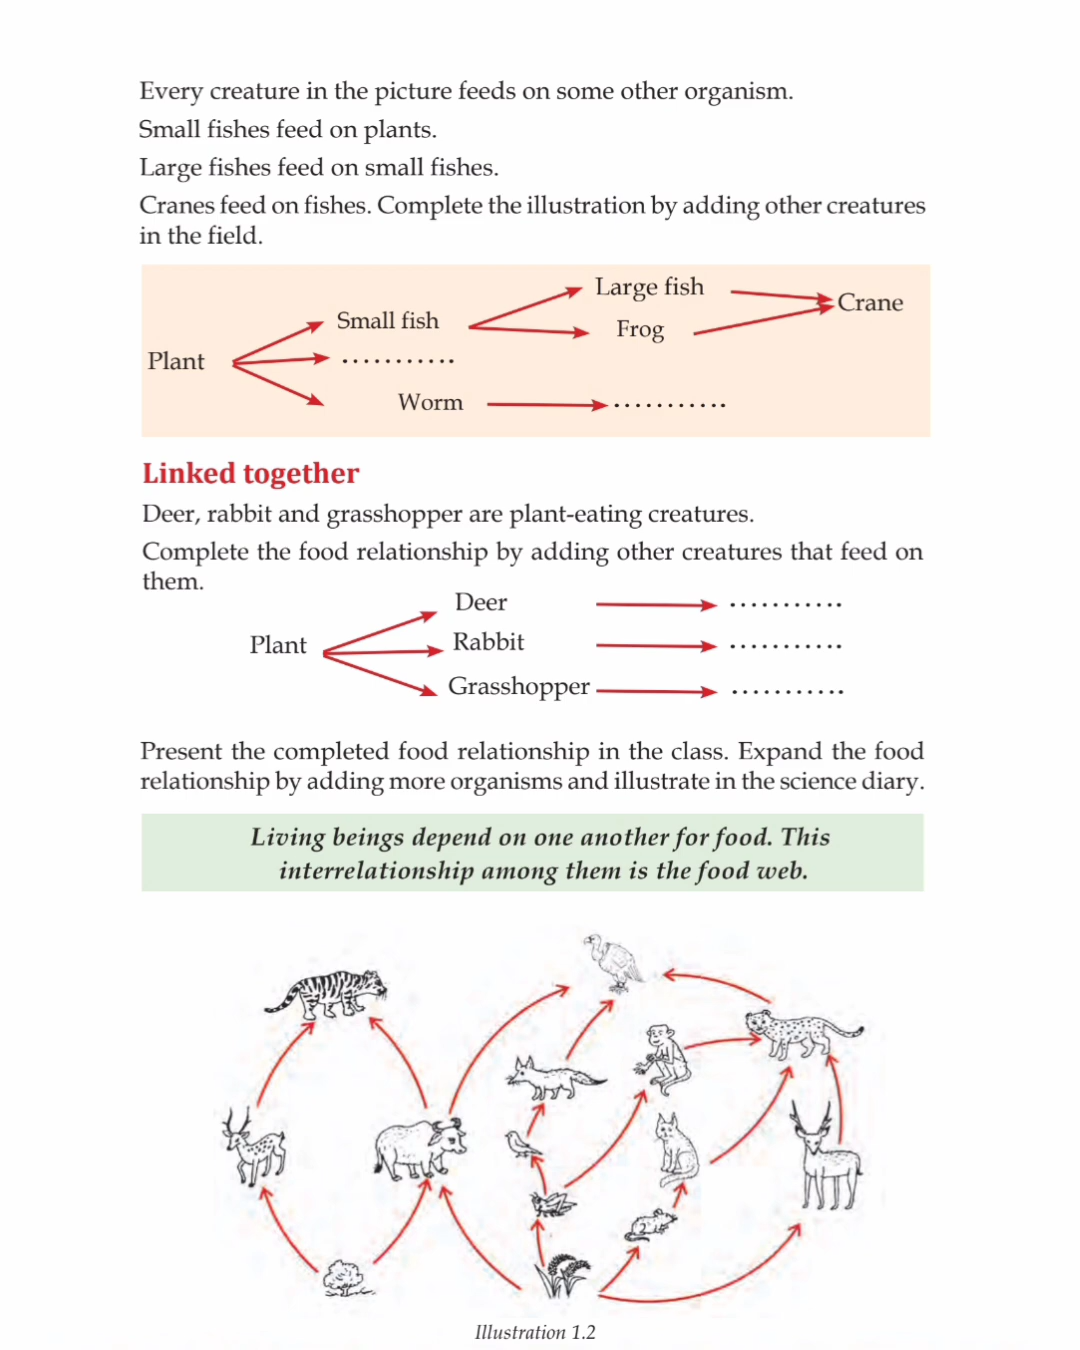 Every creature in the picture feeds on some other organism.
Small fishes feed on plants.
Large fishes feed on small fishes.
Cranes feed on fishes. Complete the illustration by adding other creatures
in the field.
Large fish
Crane
Small fish
Frog
Plant
...........
Worm
...........
Linked together
Deer, rabbit and grasshopper are plant-eating creatures.
Complete the food relationship by adding other creatures that feed on
them.
Deer ...........
Plant Rabbit ...........
Grasshopper ...........
Present the completed food relationship in the class. Expand the food
relationship by adding more organisms and illustrate in the science diary.
Living beings depend on one another for food. This
interrelationship among them is the food web.
Illustration 1.2